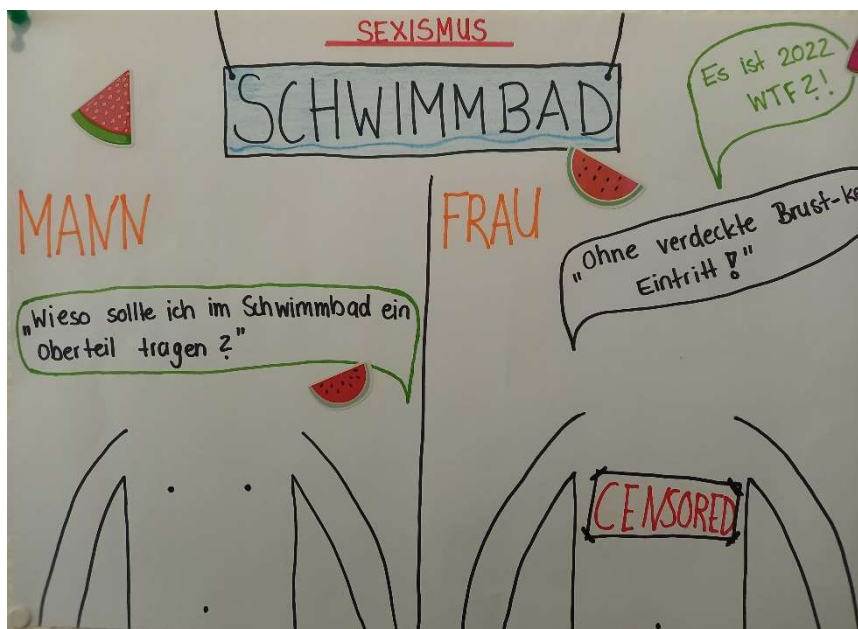 SEXISMUS
SCHWIMMBAD
Es ist 2022
WTF?!
MANN
FRAU
"Ohne verdeckte Brust-
Eintritt!"
„Wieso sollte ich im Schwimmbad ein
Oberteil tragen?"
CENSORED